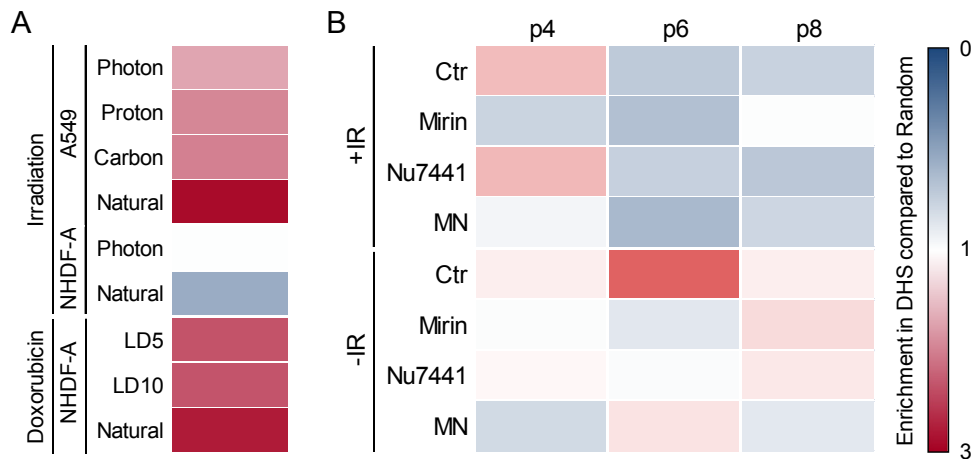 A
Irradiation
A549
Photon
Proton
Carbon
Natural
NHDF-A
Photon
Natural
Doxorubicin
NHDF-A
LD5
LD10
Natural
B
p4 p6 p8
+IR
Ctr
Mirin
Nu7441
MN
-IR
Ctr
Mirin
Nu7441
MN
Enrichment in DHS compared to Random
0
1
3